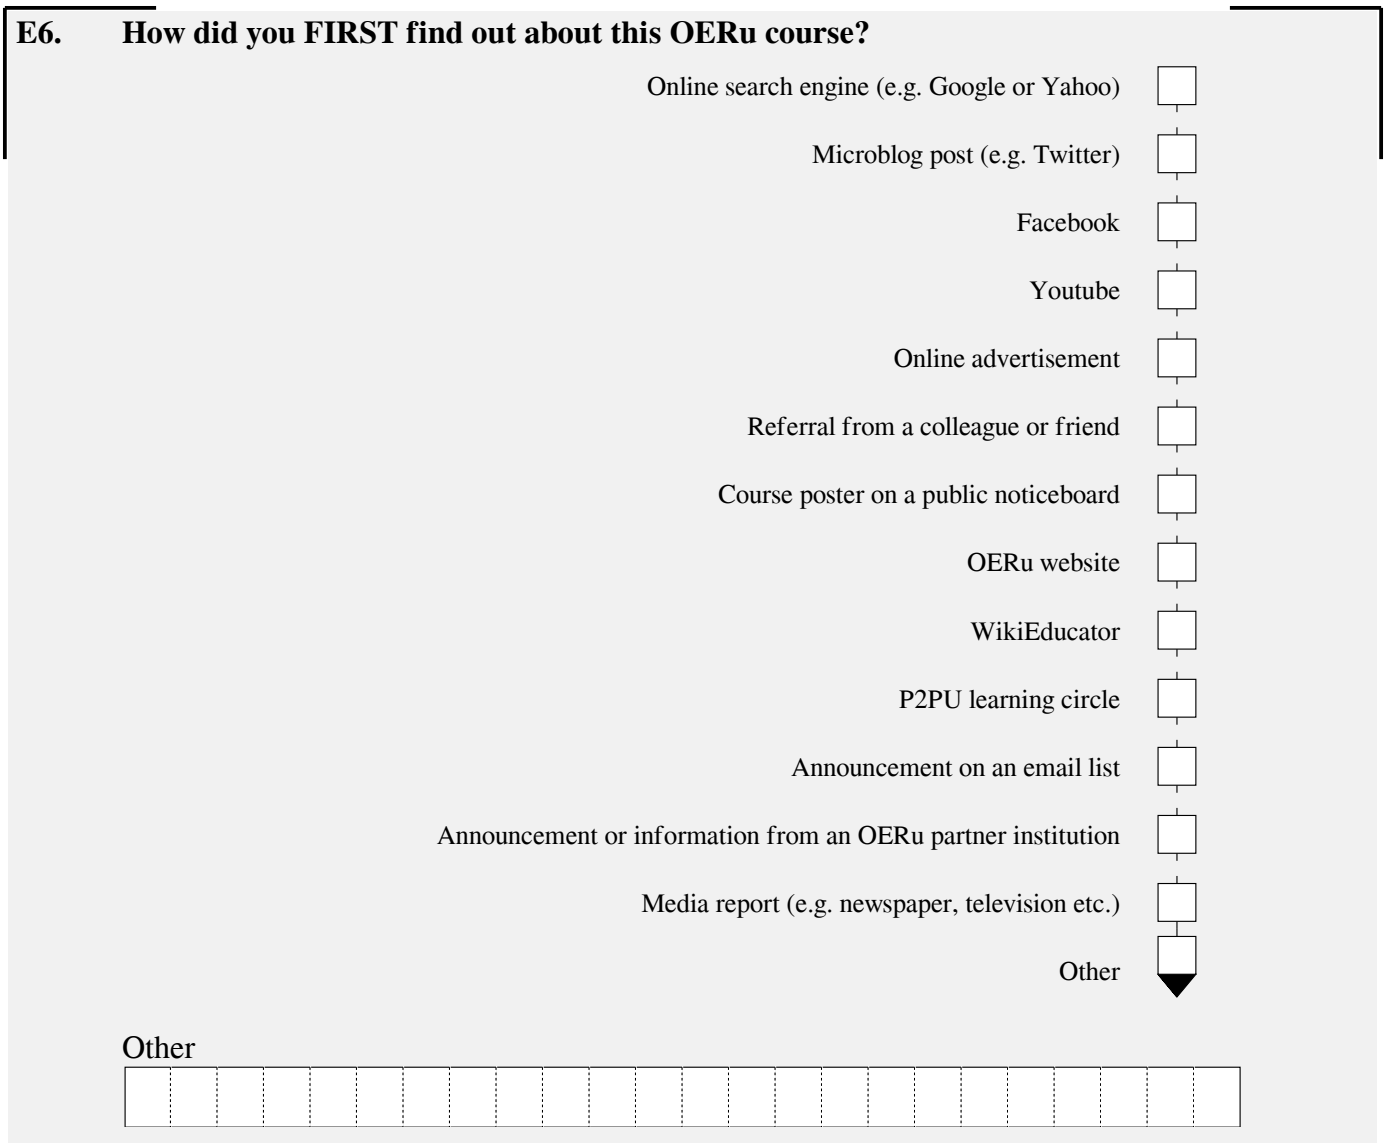 E6. How did you FIRST find out about this OERu course?
Online search engine (e.g. Google or Yahoo)
Microblog post (e.g. Twitter)
Facebook
Youtube
Online advertisement
Referral from a colleague or friend
Course poster on a public noticeboard
OERu website
WikiEducator
P2PU learning circle
Announcement on an email list
Announcement or information from an OERu partner institution
Media report (e.g. newspaper, television etc.)
Other
Other